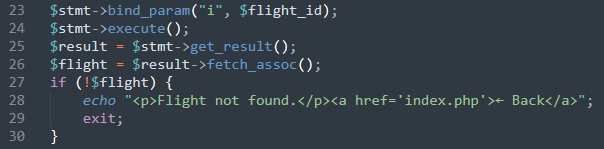 23 $stmt->bind_param("i", $flight_id);
24 $stmt->execute();
25 $result = $stmt->get_result();
26 $flight = $result->fetch_assoc();
27 if (!$flight) {
28     echo "<p>Flight not found.</p><a href='index.php'>← Back</a>";
29     exit;
30 }